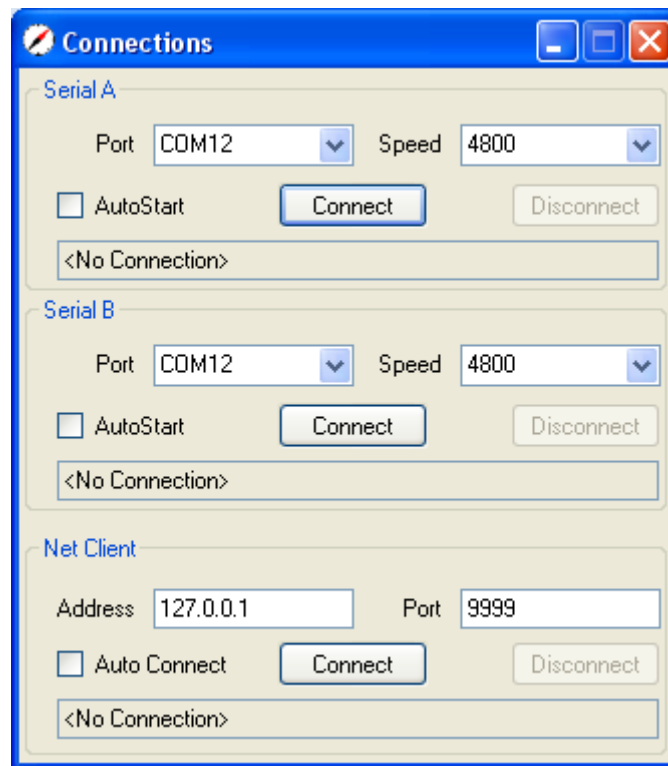 Connections
Serial A
Port COM12 Speed 4800
AutoStart Connect Disconnect
<No Connection>
Serial B
Port COM12 Speed 4800
AutoStart Connect Disconnect
<No Connection>
Net Client
Address 127.0.0.1 Port 9999
Auto Connect Connect Disconnect
<No Connection>